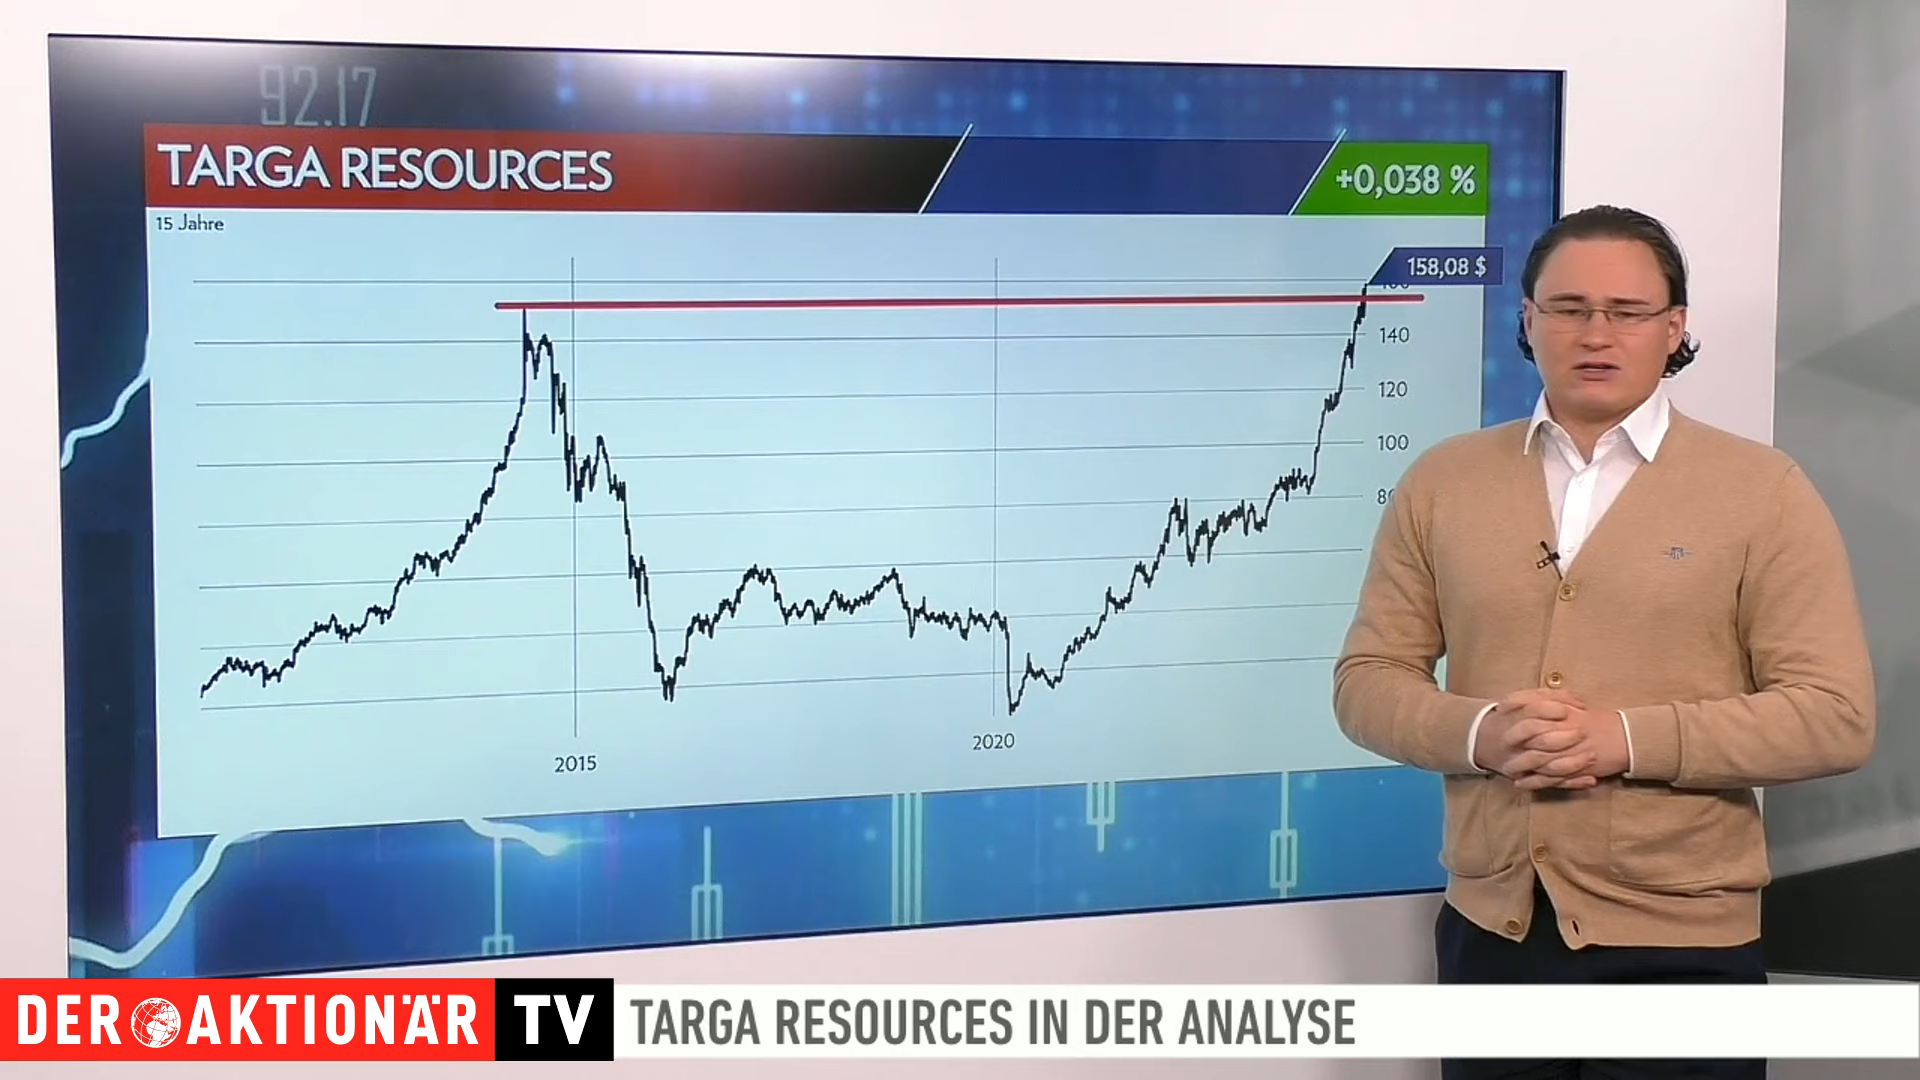 92.17
TARGA RESOURCES
+0,038 %
15 Jahre
158,08 $
140
120
100
2015
2020
DER AKTIONÄR TV
TARGA RESOURCES IN DER ANALYSE